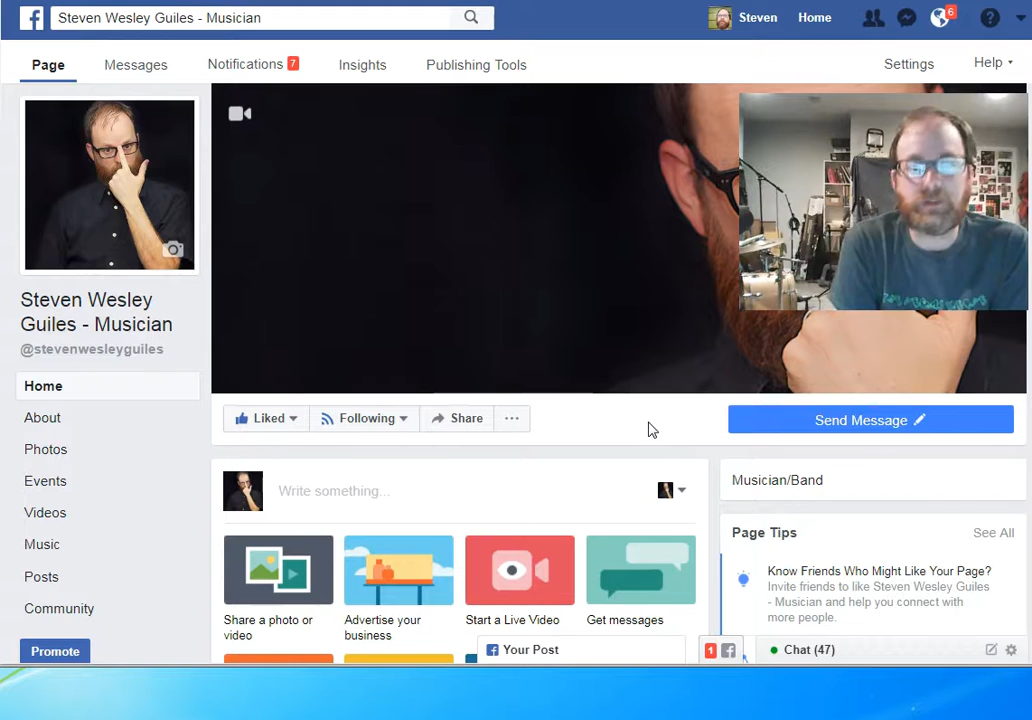 Steven Wesley Guiles - Musician
Steven
Home
6
Page
Messages
Notifications 7
Insights
Publishing Tools
Settings
Help
Steven Wesley
Guiles - Musician
@stevenwesleyguiles
Home
About
Photos
Events
Videos
Music
Posts
Community
Promote
Liked
Following
Share
Send Message
Write something...
Share a photo or
video
Advertise your
business
Start a Live Video
Get messages
Musician/Band
Page Tips
See All
Know Friends Who Might Like Your Page?
Invite friends to like Steven Wesley Guiles
- Musician and help you connect with
more people.
Your Post
1
Chat (47)